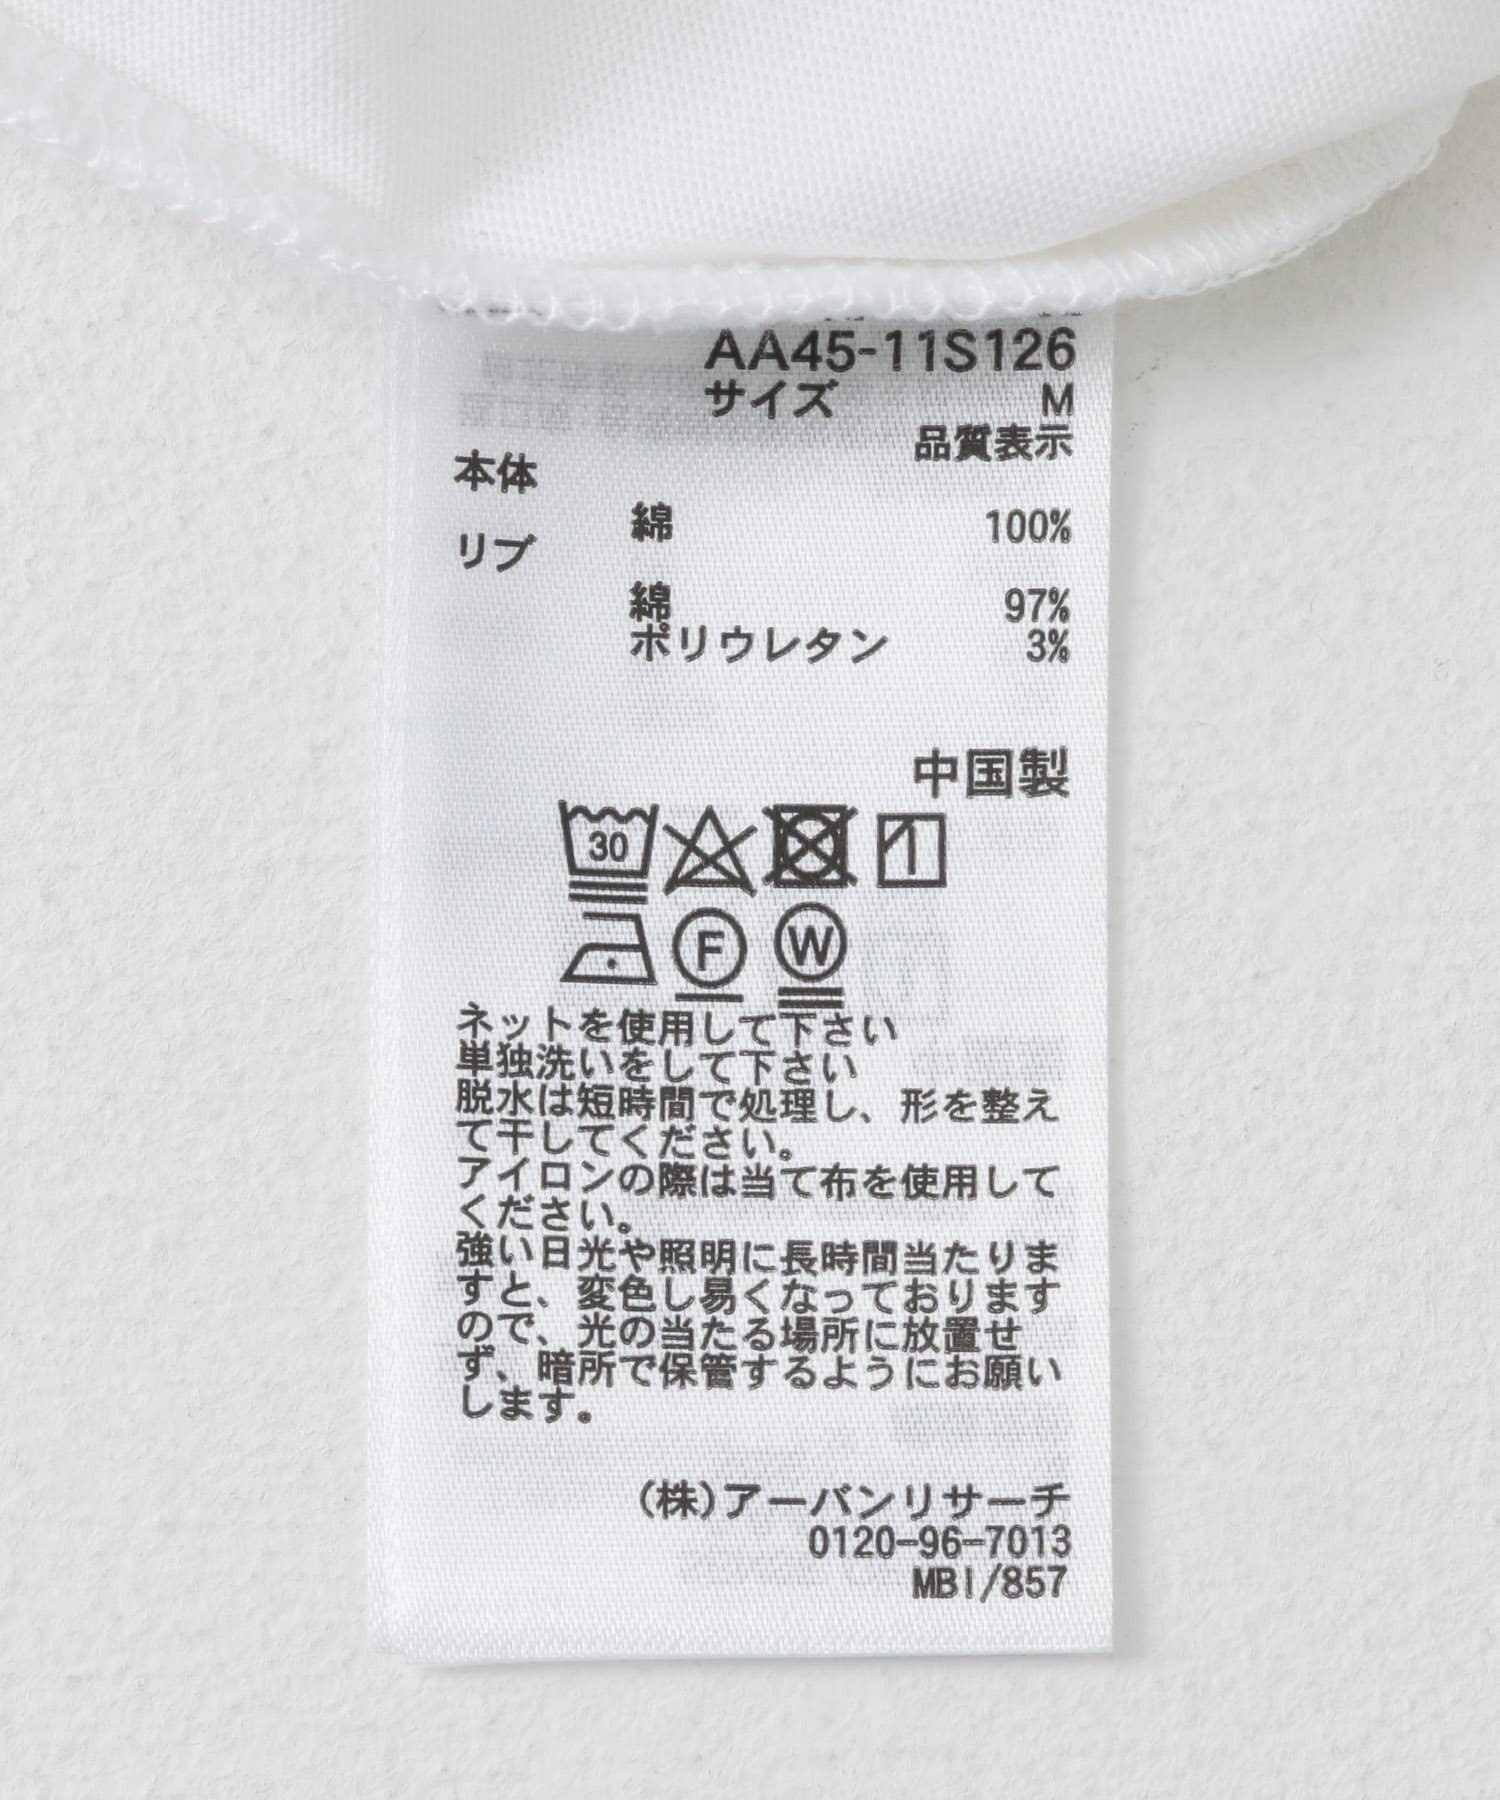 AA45-11S126
サイズ M
品質表示
本体
綿 100%
リブ
綿 97%
ポリウレタン 3%
中国製
30
F W
ネットを使用して下さい
単独洗いをして下さい
脱水は短時間で処理し、形を整え
て干してください。
アイロンの際は当て布を使用して
ください。
強い日光や照明に長時間当たりま
すと、変色し易くなっております
ので、光の当たる場所に放置せ
ず、暗所で保管するようにお願い
します。
(株)アーバンリサーチ
0120-96-7013
MBI/857